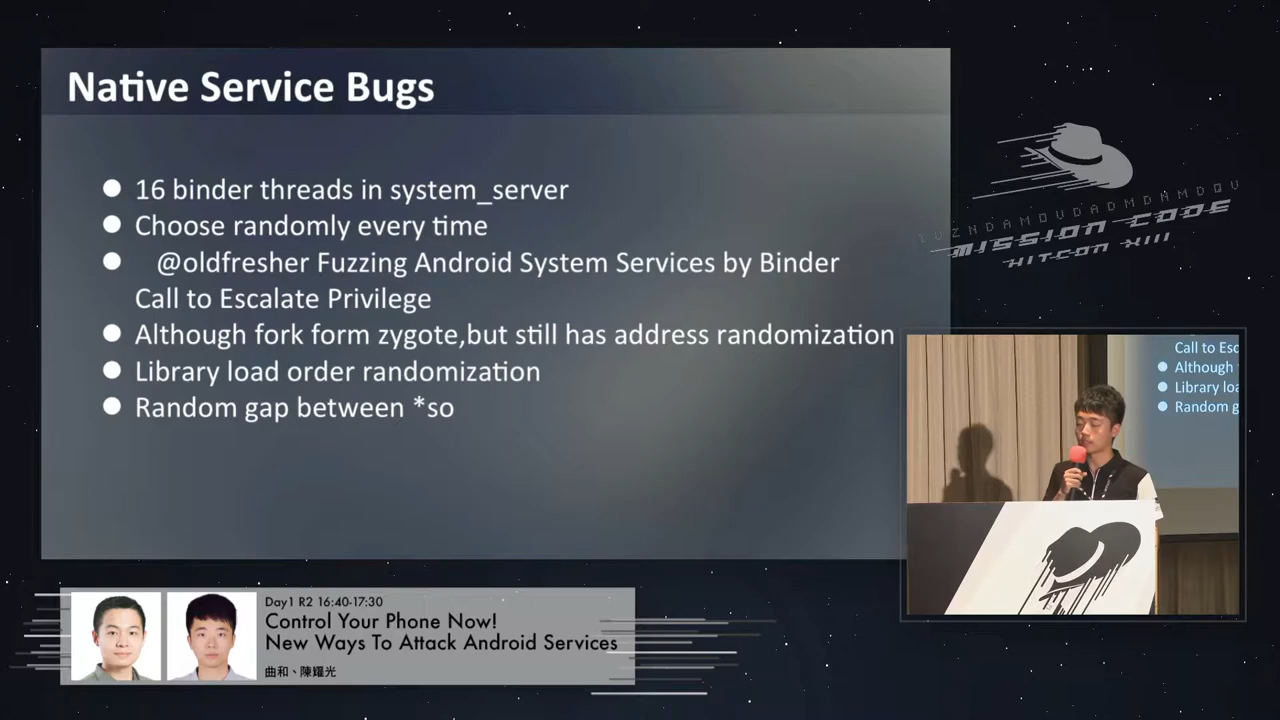 Native Service Bugs
16 binder threads in system_server
Choose randomly every time
@oldfresher Fuzzing Android System Services by Binder
Call to Escalate Privilege
Although fork form zygote,but still has address randomization
Library load order randomization
Random gap between *so
MISSION CODE
HITCON XIII
Call to Esc
Although
Library loa
Random g
Day1 R2 16:40-17:30
Control Your Phone Now!
New Ways To Attack Android Services
曲和、陳耀光